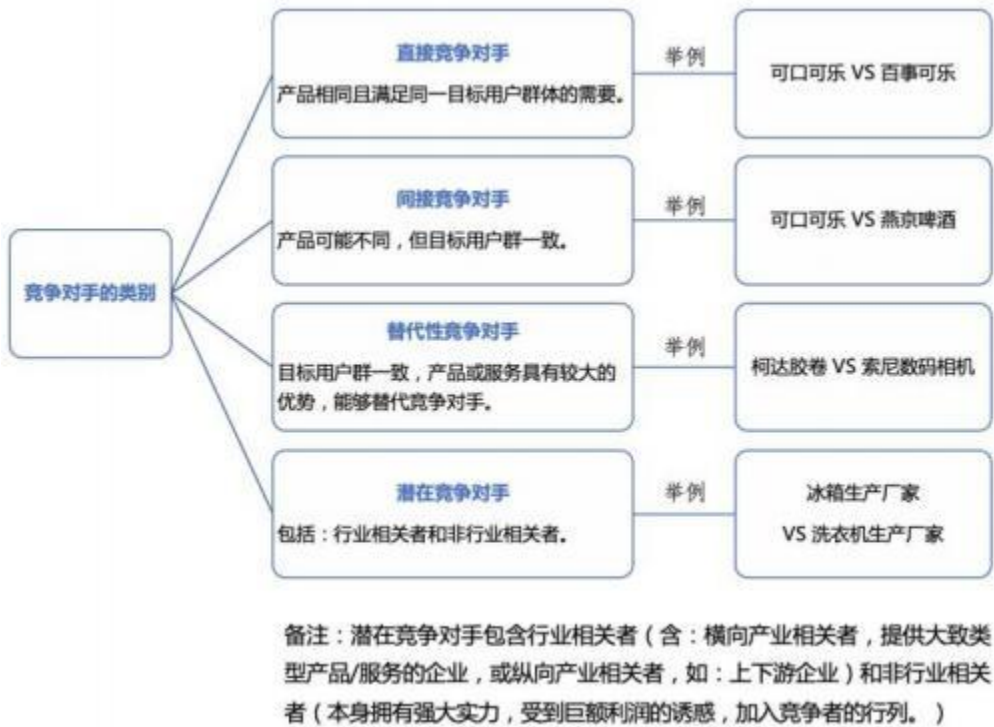 竞争对手的类别
直接竞争对手
产品相同且满足同一目标用户群体的需要。
举例
可口可乐 VS 百事可乐
间接竞争对手
产品可能不同，但目标用户群一致。
举例
可口可乐 VS 燕京啤酒
替代性竞争对手
目标用户群一致，产品或服务具有较大的
优势，能够替代竞争对手。
举例
柯达胶卷 VS 索尼数码相机
潜在竞争对手
包括：行业相关者和非行业相关者。
举例
冰箱生产厂家
VS 洗衣机生产厂家
备注：潜在竞争对手包含行业相关者（含：横向产业相关者，提供大致类
型产品/服务的企业，或纵向产业相关者，如：上下游企业）和非行业相关
者（本身拥有强大实力，受到巨额利润的诱惑，加入竞争者的行列。）